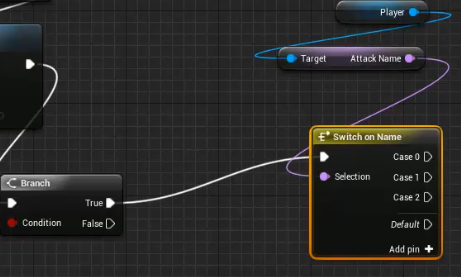 Player
Target Attack Name
Switch on Name
Case 0
Selection Case 1
Case 2
Default
Add pin
Branch
True
Condition False